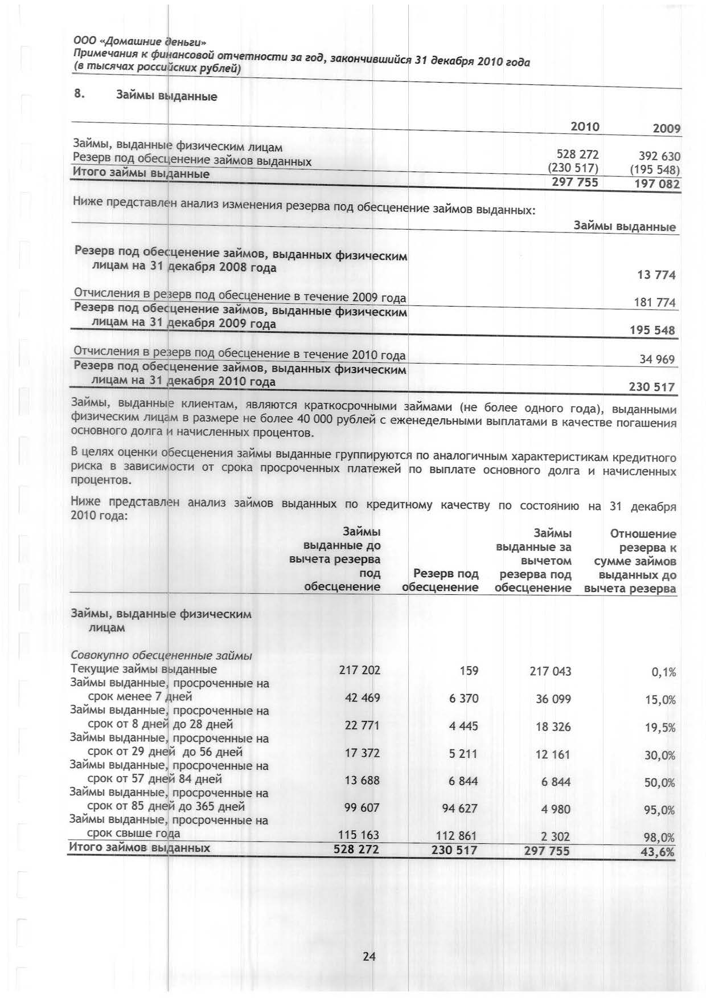 ООО «Домашние деньги»
Примечания к финансовой отчетности за год, закончившийся 31 декабря 2010 года
(в тысячах российских рублей)
8. Займы выданные
2010 2009
Займы, выданные физическим лицам 528 272 392 630
Резерв под обесценение займов выданных (230 517) (195 548)
Итого займы выданные 297 755 197 082
Ниже представлен анализ изменения резерва под обесценение займов выданных:
Займы выданные
Резерв под обесценение займов, выданных физическим
лицам на 31 декабря 2008 года 13 774
Отчисления в резерв под обесценение в течение 2009 года 181 774
Резерв под обесценение займов, выданные физическим
лицам на 31 декабря 2009 года 195 548
Отчисления в резерв под обесценение в течение 2010 года 34 969
Резерв под обесценение займов, выданных физическим
лицам на 31 декабря 2010 года 230 517
Займы, выданные клиентам, являются краткосрочными займами (не более одного года), выданными
физическим лицам в размере не более 40 000 рублей с еженедельными выплатами в качестве погашения
основного долга и начисленных процентов.
В целях оценки обесценения займы выданные группируются по аналогичным характеристикам кредитного
риска в зависимости от срока просроченных платежей по выплате основного долга и начисленных
процентов.
Ниже представлен анализ займов выданных по кредитному качеству по состоянию на 31 декабря
2010 года:
Займы Займы Отношение
выданные до выданные за резерва к
вычета резерва вычетом сумме займов
под Резерв под резерва под выданных до
обесценение обесценение обесценение вычета резерва
Займы, выданные физическим
лицам
Совокупно обесцененные займы
Текущие займы выданные 217 202 159 217 043 0,1%
Займы выданные, просроченные на
срок менее 7 дней 42 469 6 370 36 099 15,0%
Займы выданные, просроченные на
срок от 8 дней до 28 дней 22 771 4 445 18 326 19,5%
Займы выданные, просроченные на
срок от 29 дней до 56 дней 17 372 5 211 12 161 30,0%
Займы выданные, просроченные на
срок от 57 дней 84 дней 13 688 6 844 6 844 50,0%
Займы выданные, просроченные на
срок от 85 дней до 365 дней 99 607 94 627 4 980 95,0%
Займы выданные, просроченные на
срок свыше года 115 163 112 861 2 302 98,0%
Итого займов выданных 528 272 230 517 297 755 43,6%
24